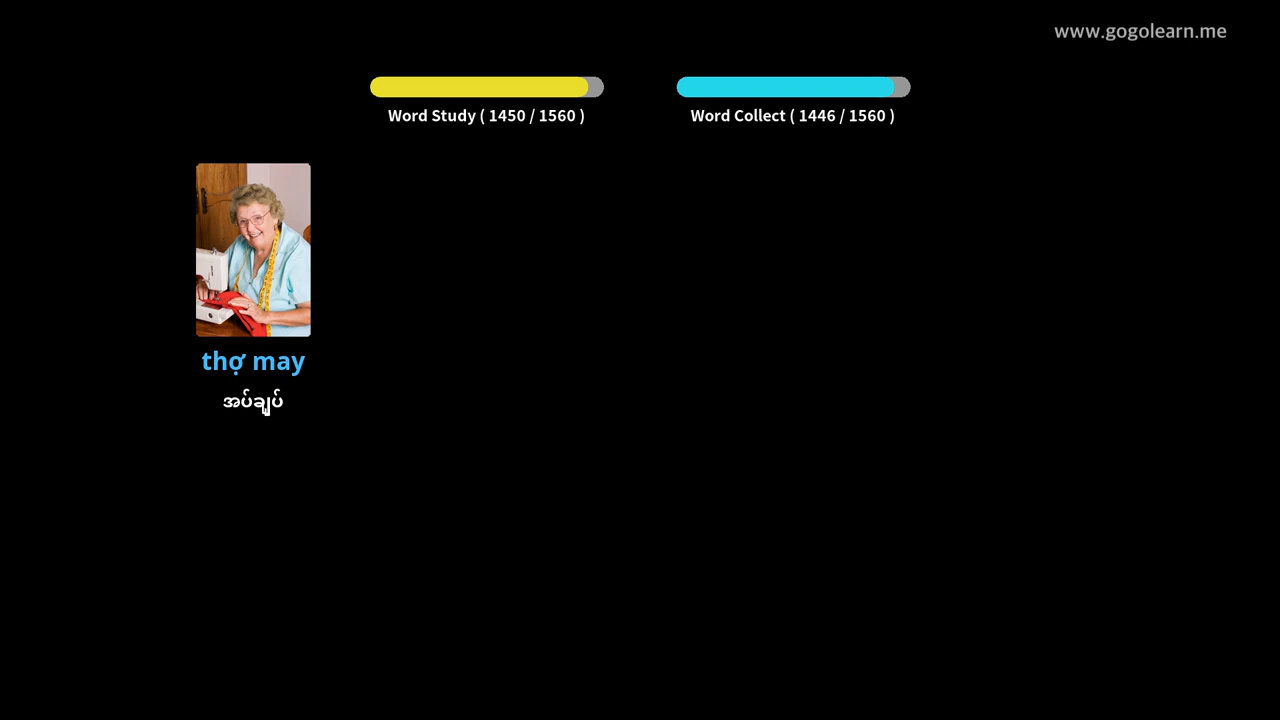 www.gogolearn.me
Word Study ( 1450 / 1560 )
Word Collect ( 1446 / 1560 )
thợ may
အပ်ချုပ်